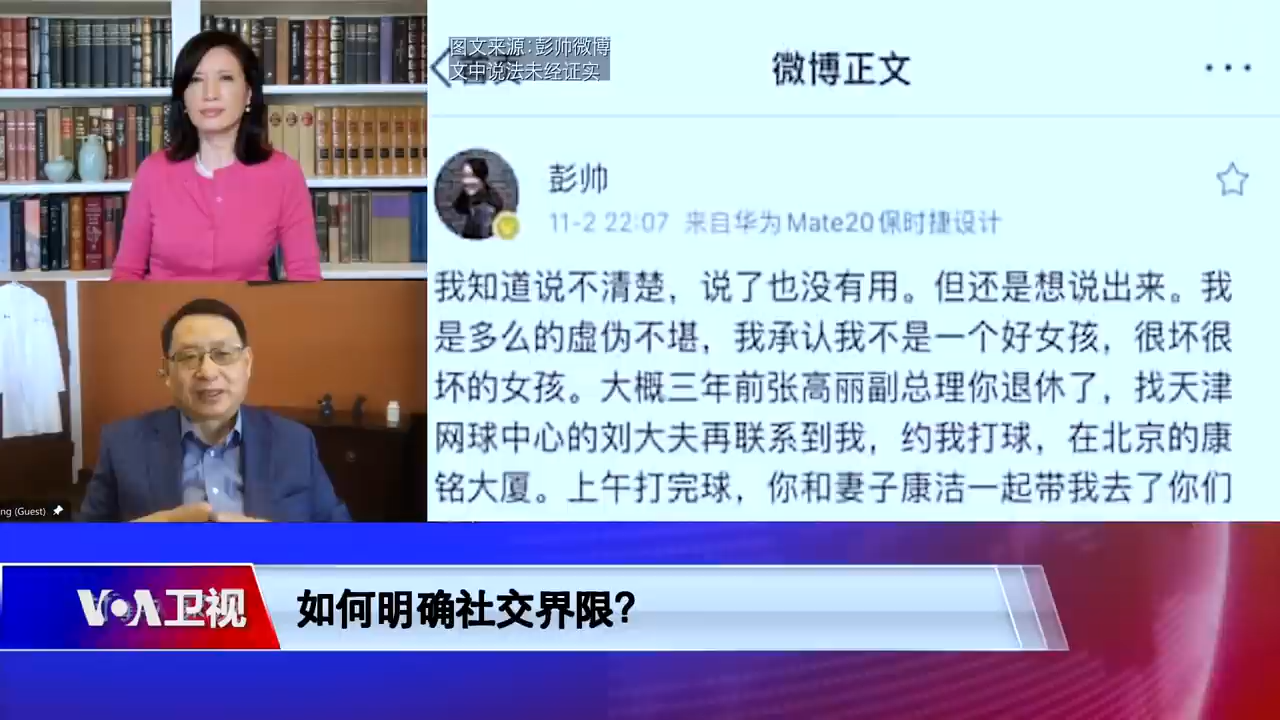 图文来源:彭帅微博
文中说法未经证实
微博正文
彭帅
11-2 22:07 来自华为Mate20保时捷设计
我知道说不清楚，说了也没有用。但还是想说出来。我
是多么的虚伪不堪，我承认我不是一个好女孩，很坏很
坏的女孩。大概三年前张高丽副总理你退休了，找天津
网球中心的刘大夫再联系到我，约我打球，在北京的康
铭大厦。上午打完球，你和妻子康洁一起带我去了你们
ng (Guest)
VOA卫视
如何明确社交界限?